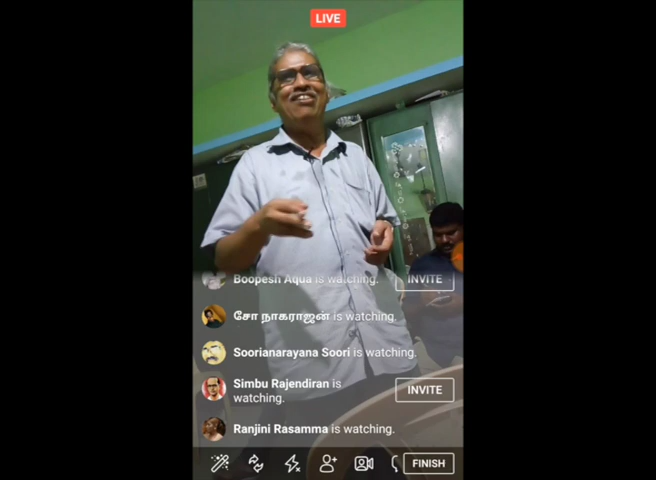 LIVE
Boopesh Aqua is watching.
INVITE
சோ நாகராஜன் is watching.
Soorianarayana Soori is watching.
Simbu Rajendiran is
watching.
INVITE
Ranjini Rasamma is watching.
FINISH